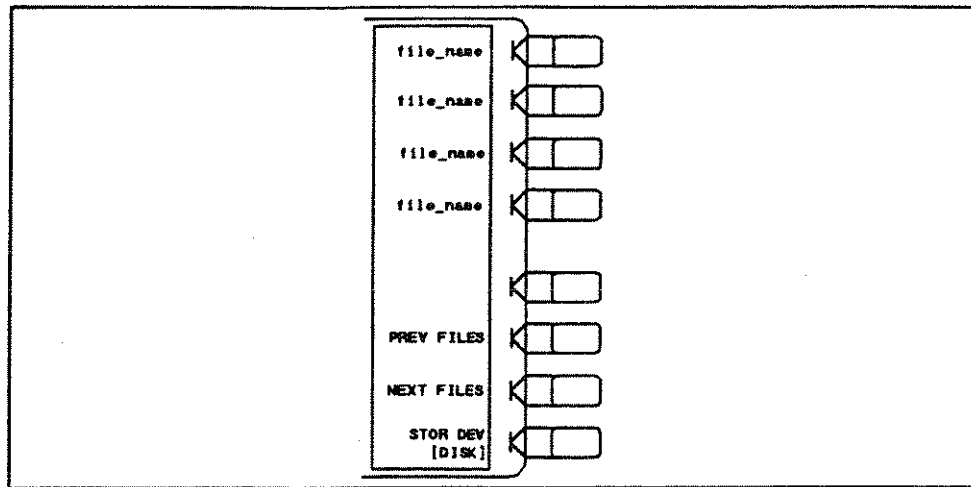 file_name
file_name
file_name
file_name
PREV FILES
NEXT FILES
STOR DEV
[DISK]